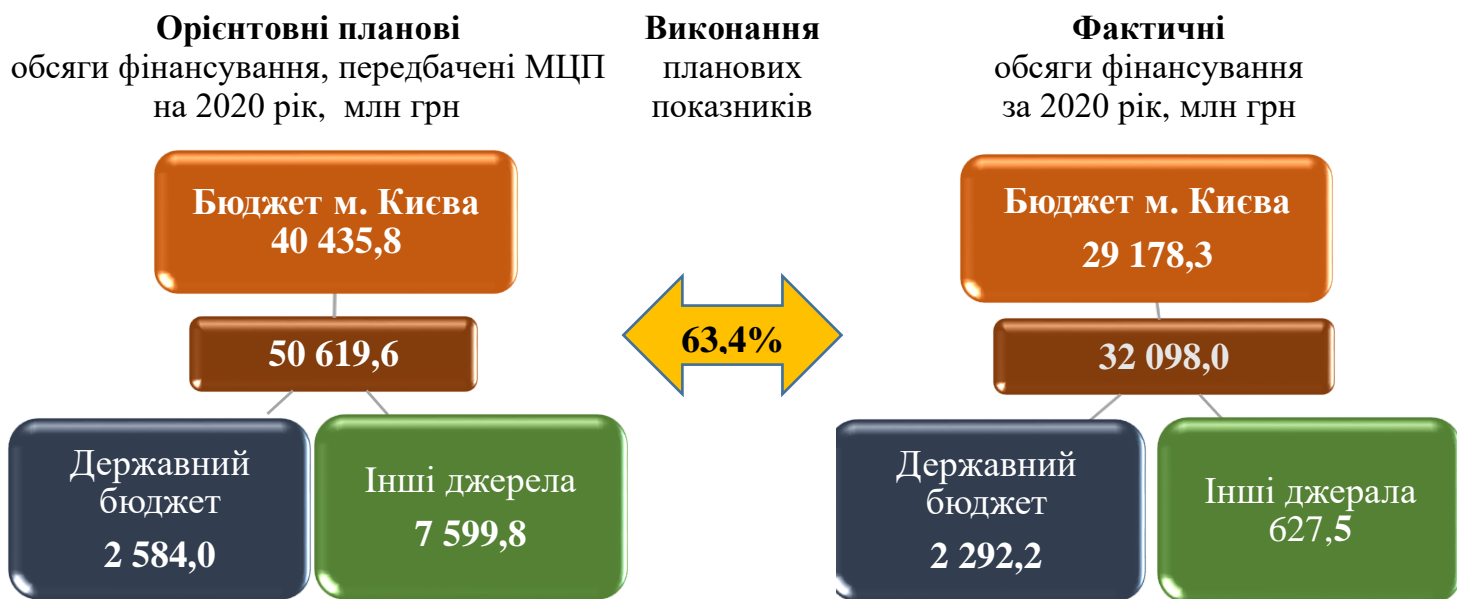 Орієнтовні планові
обсяги фінансування, передбачені МЦП
на 2020 рік, млн грн
Виконання
планових
показників
Фактичні
обсяги фінансування
за 2020 рік, млн грн
Бюджет м. Києва
40 435,8
50 619,6
Державний
бюджет
2 584,0
Інші джерела
7 599,8
63,4%
Бюджет м. Києва
29 178,3
32 098,0
Державний
бюджет
2 292,2
Інші джерала
627,5